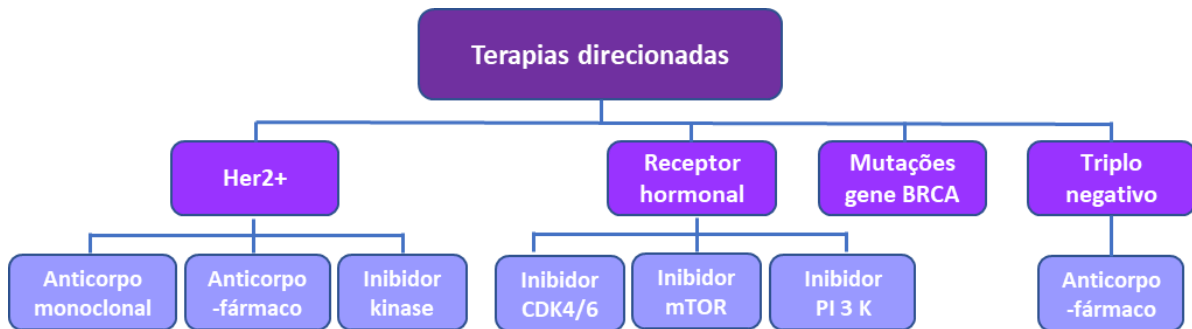 Terapias direcionadas
Her2+
Receptor
hormonal
Mutações
gene BRCA
Triplo
negativo
Anticorpo
monoclonal
Anticorpo
-fármaco
Inibidor
kinase
Inibidor
CDK4/6
Inibidor
mTOR
Inibidor
PI 3 K
Anticorpo
-fármaco